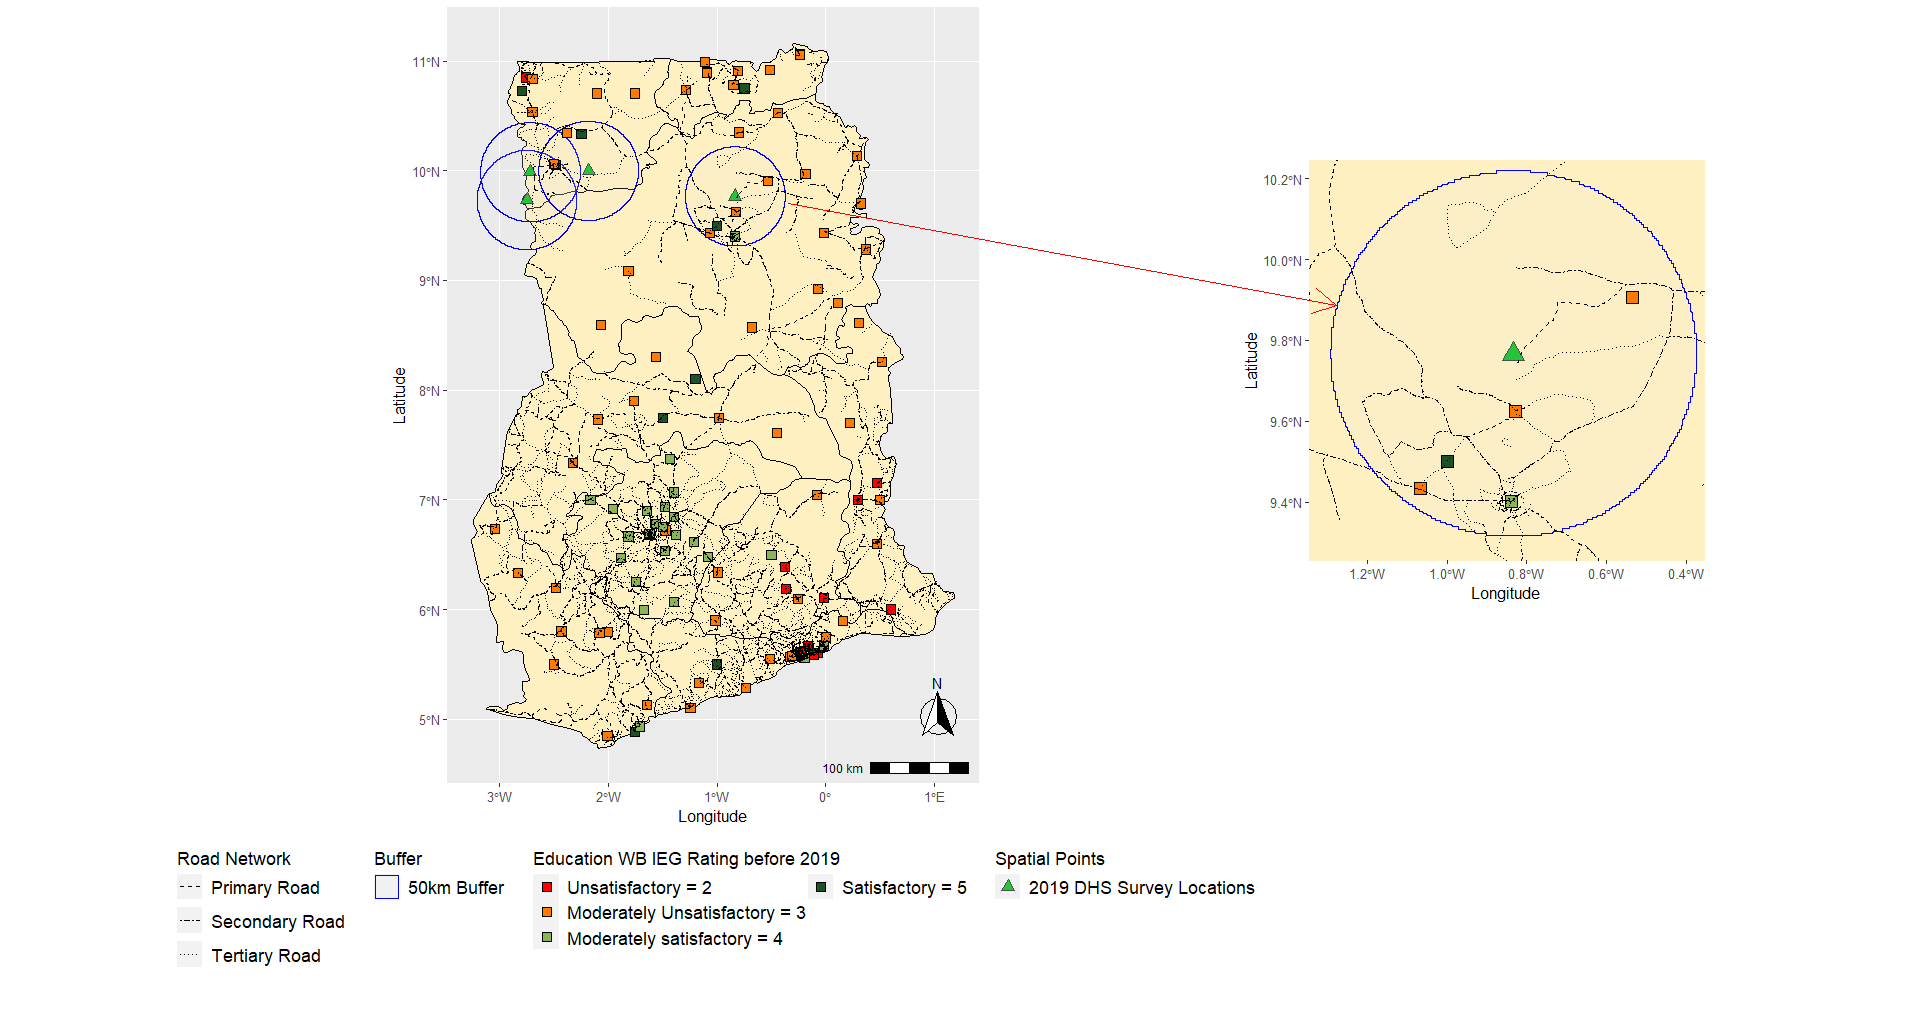 11°N
10°N
9°N
8°N
7°N
6°N
5°N
Latitude
3°W
2°W
1°W
0°
1°E
Longitude
N
100 km
10.2°N
10.0°N
9.8°N
9.6°N
9.4°N
Latitude
1.2°W
1.0°W
0.8°W
0.6°W
0.4°W
Longitude
Road Network
Primary Road
Secondary Road
Tertiary Road
Buffer
50km Buffer
Education WB IEG Rating before 2019
Unsatisfactory = 2
Moderately Unsatisfactory = 3
Moderately satisfactory = 4
Satisfactory = 5
Spatial Points
2019 DHS Survey Locations